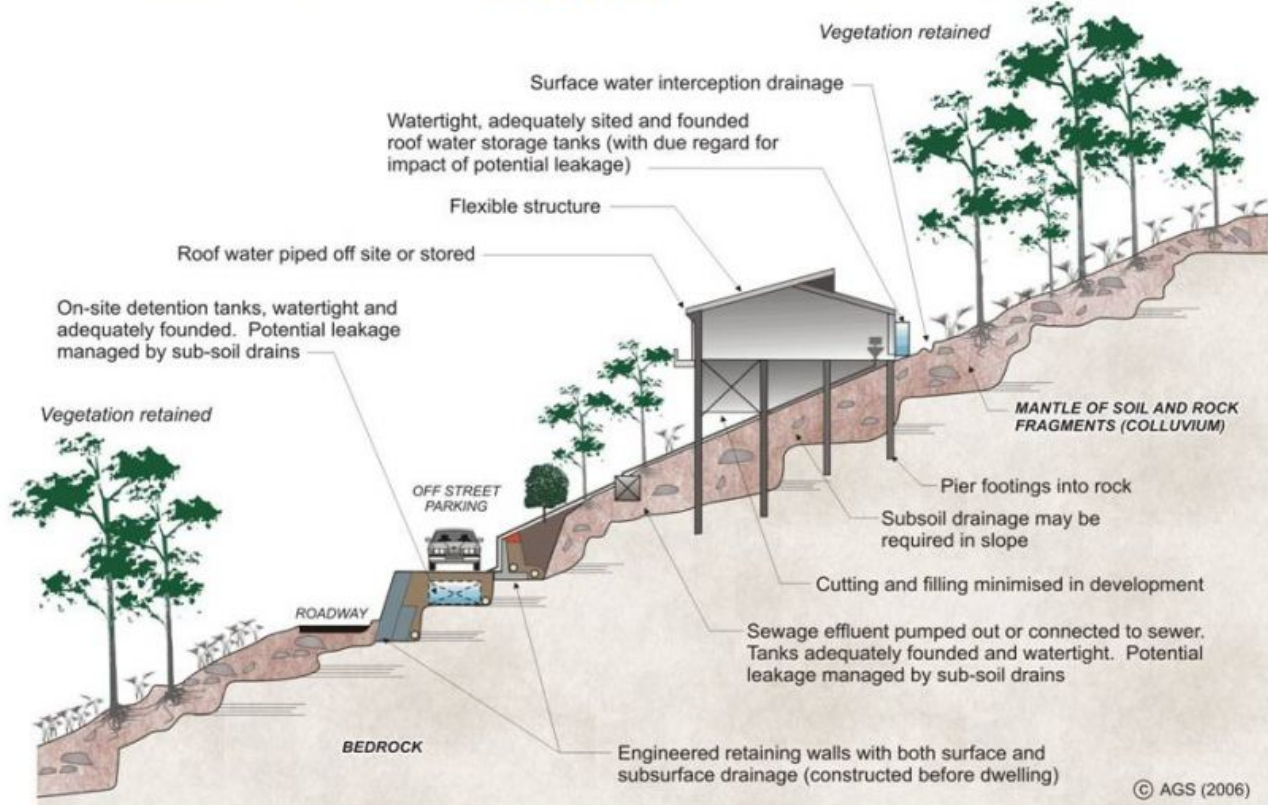 Vegetation retained
Surface water interception drainage
Watertight, adequately sited and founded
roof water storage tanks (with due regard for
impact of potential leakage)
Flexible structure
Roof water piped off site or stored
On-site detention tanks, watertight and
adequately founded. Potential leakage
managed by sub-soil drains
Vegetation retained
MANTLE OF SOIL AND ROCK
FRAGMENTS (COLLUVIUM)
OFF STREET
PARKING
Pier footings into rock
Subsoil drainage may be
required in slope
Cutting and filling minimised in development
ROADWAY
Sewage effluent pumped out or connected to sewer.
Tanks adequately founded and watertight. Potential
leakage managed by sub-soil drains
BEDROCK
Engineered retaining walls with both surface and
subsurface drainage (constructed before dwelling)
© AGS (2006)